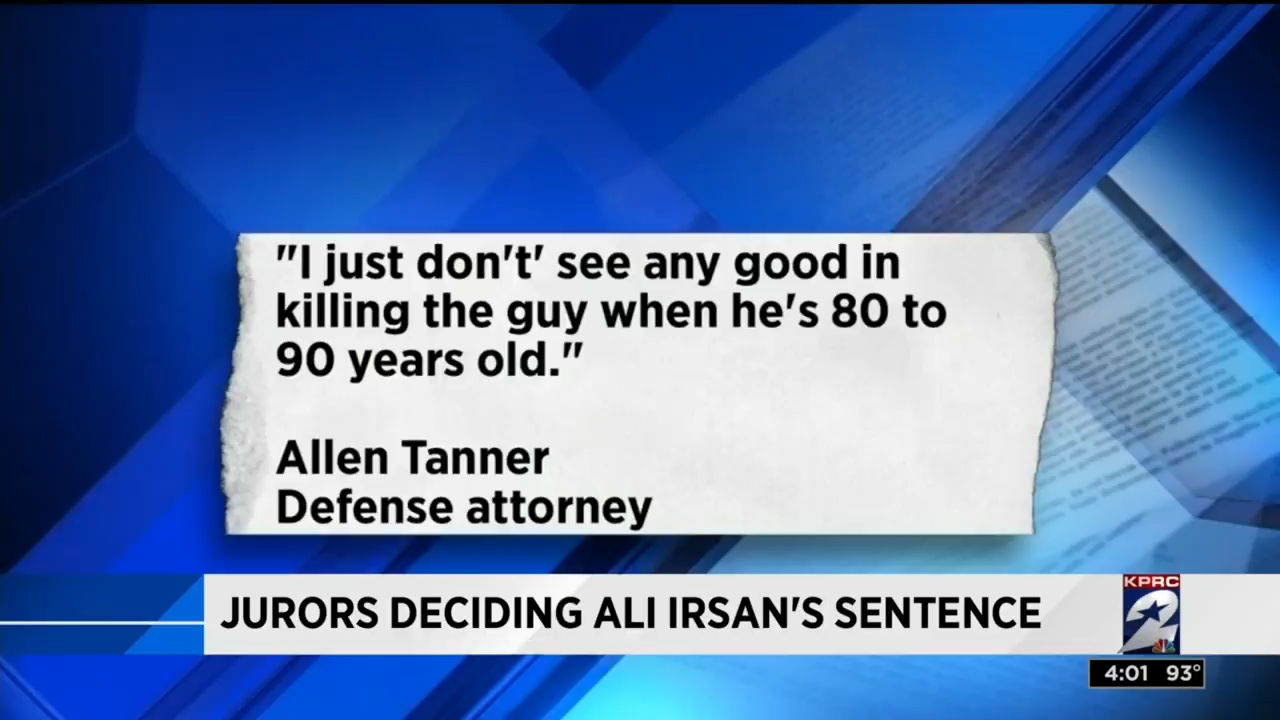 "I just don't' see any good in
killing the guy when he's 80 to
90 years old."
Allen Tanner
Defense attorney
JURORS DECIDING ALI IRSAN'S SENTENCE
KPRC
2
4:01 93°